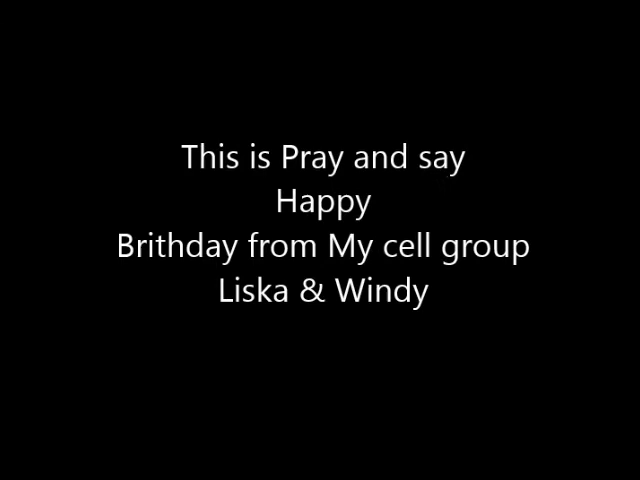 This is Pray and say
Happy
Brithday from My cell group
Liska & Windy